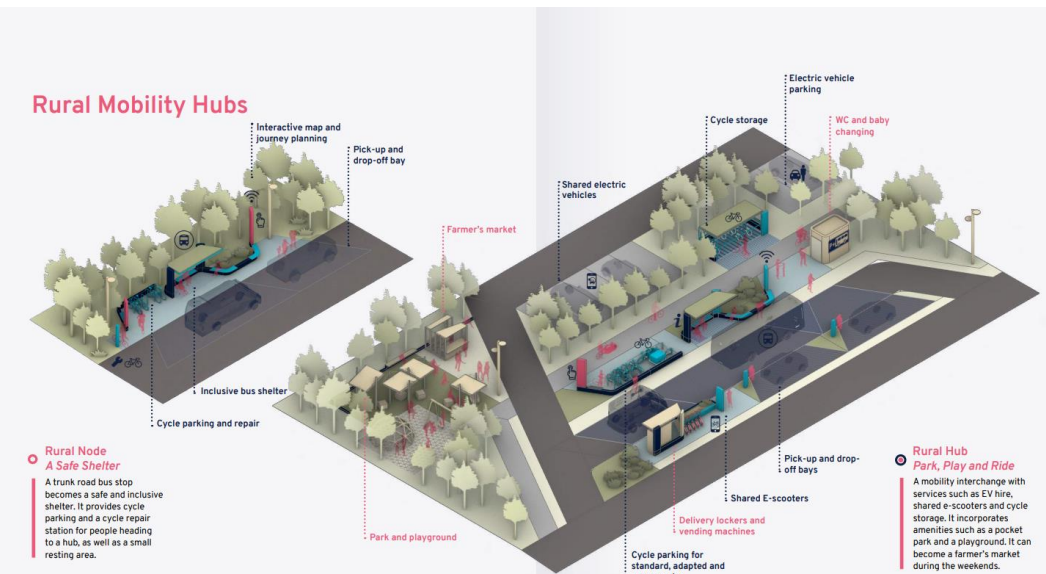 Rural Mobility Hubs
Interactive map and
journey planning
Pick-up and
drop-off bay
Farmer's market
Inclusive bus shelter
Cycle parking and repair
Rural Node
A Safe Shelter
A trunk road bus stop
becomes a safe and inclusive
shelter. It provides cycle
parking and a cycle repair
station for people heading
to a hub, as well as a small
resting area.
Park and playground
Electric vehicle
parking
Cycle storage
WC and baby
changing
Shared electric
vehicles
Pick-up and drop-
off bays
Shared E-scooters
Delivery lockers and
vending machines
Cycle parking for
standard, adapted and
Rural Hub
Park, Play and Ride
A mobility interchange with
services such as EV hire,
shared e-scooters and cycle
storage. It incorporates
amenities such as a pocket
park and a playground. It can
become a farmer's market
during the weekends.